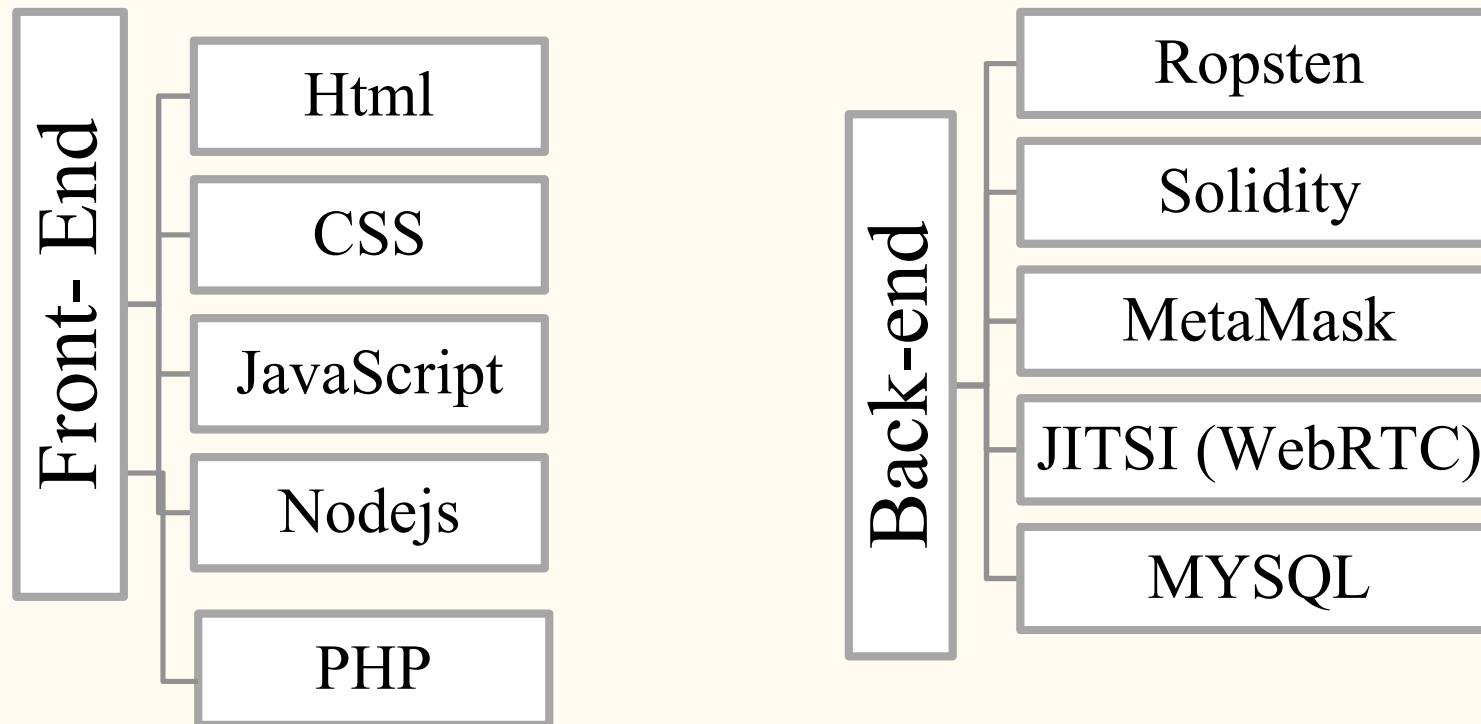 Front- End
Html
CSS
JavaScript
Nodejs
PHP
Back-end
Ropsten
Solidity
MetaMask
JITSI (WebRTC)
MYSQL